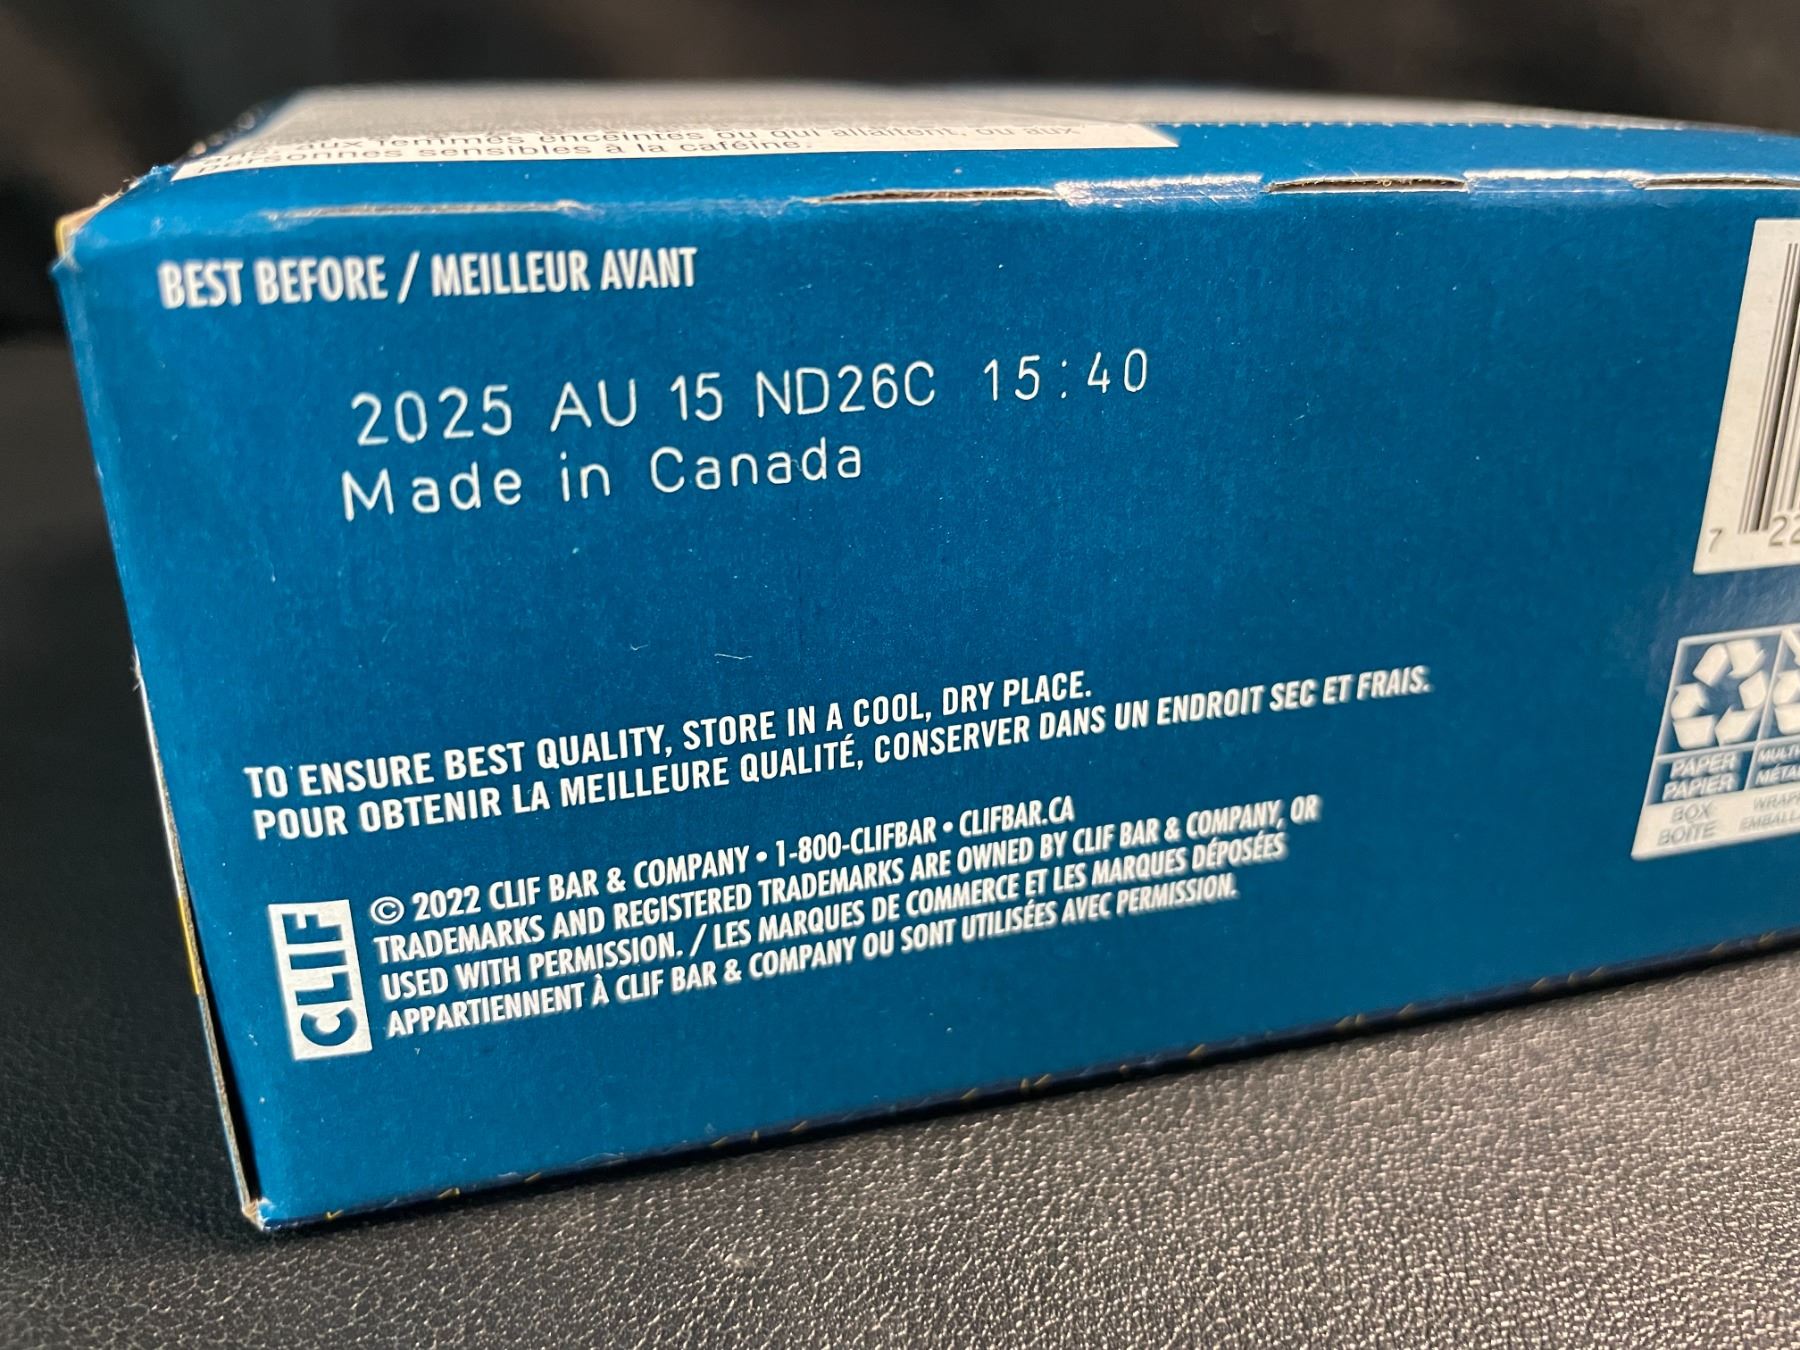 aux femmes enceintes ou qui allaitent, ou aux
personnes sensibles à la caféine.
BEST BEFORE / MEILLEUR AVANT
2025 AU 15 ND26C 15:40
Made in Canada
TO ENSURE BEST QUALITY, STORE IN A COOL, DRY PLACE.
POUR OBTENIR LA MEILLEURE QUALITÉ, CONSERVER DANS UN ENDROIT SEC ET FRAIS.
CLIF
© 2022 CLIF BAR & COMPANY • 1-800-CLIFBAR • CLIFBAR.CA
TRADEMARKS AND REGISTERED TRADEMARKS ARE OWNED BY CLIF BAR & COMPANY, OR
USED WITH PERMISSION. / LES MARQUES DE COMMERCE ET LES MARQUES DÉPOSÉES
APPARTIENNENT À CLIF BAR & COMPANY OU SONT UTILISÉES AVEC PERMISSION.
7 22
PAPER
PAPIER
BOX
BOÎTE